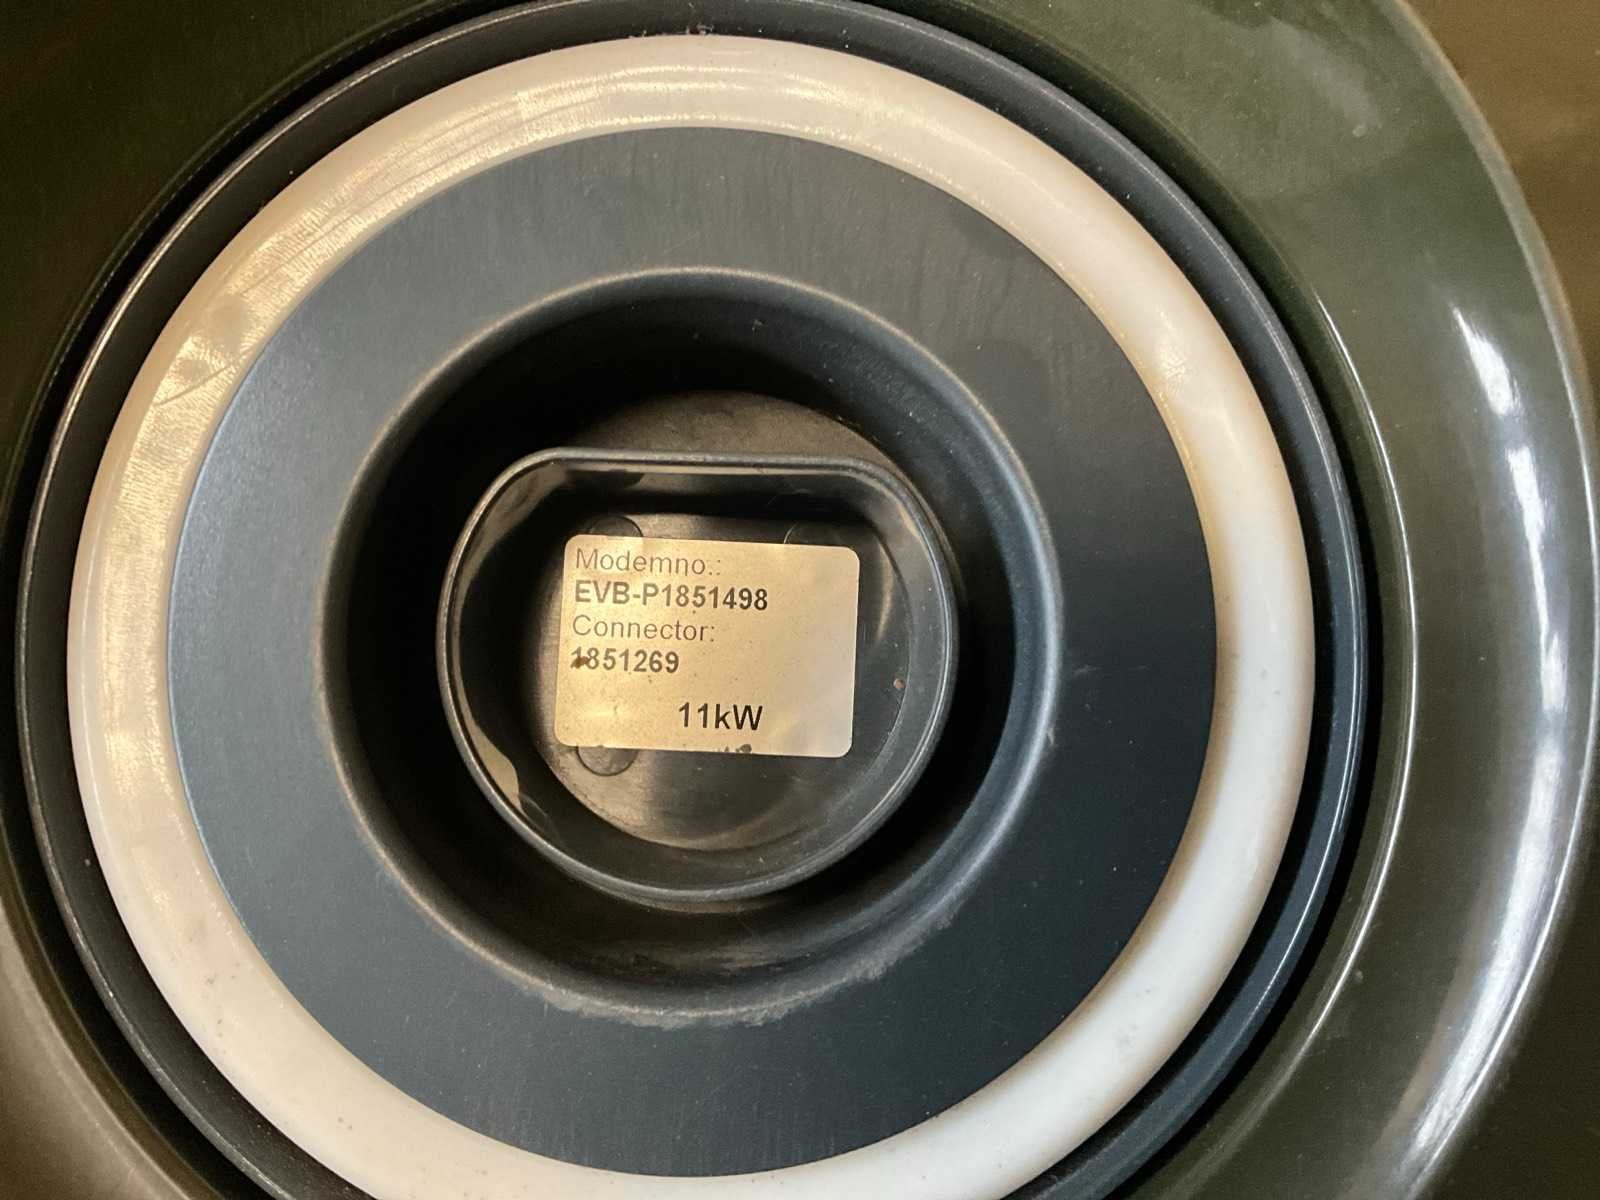 Modemno.:
EVB-P1851498
Connector:
1851269
11kW